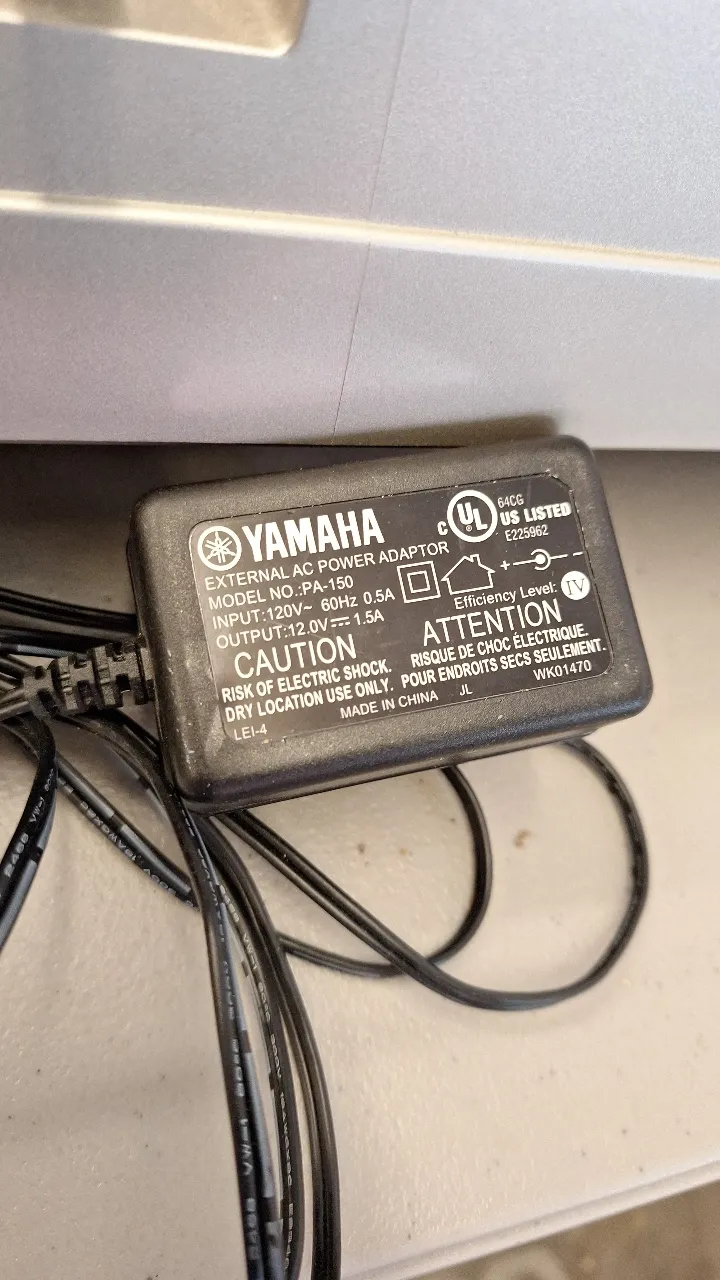 YAMAHA
EXTERNAL AC POWER ADAPTOR
MODEL NO.:PA-150
INPUT:120V~ 60Hz 0.5A
OUTPUT:12.0V⎓ 1.5A
C UL ® US LISTED
64CG
E225962
Efficiency Level: IV
CAUTION
RISK OF ELECTRIC SHOCK.
DRY LOCATION USE ONLY.
ATTENTION
RISQUE DE CHOC ÉLECTRIQUE.
POUR ENDROITS SECS SEULEMENT.
LEI-4
MADE IN CHINA JL
WK01470